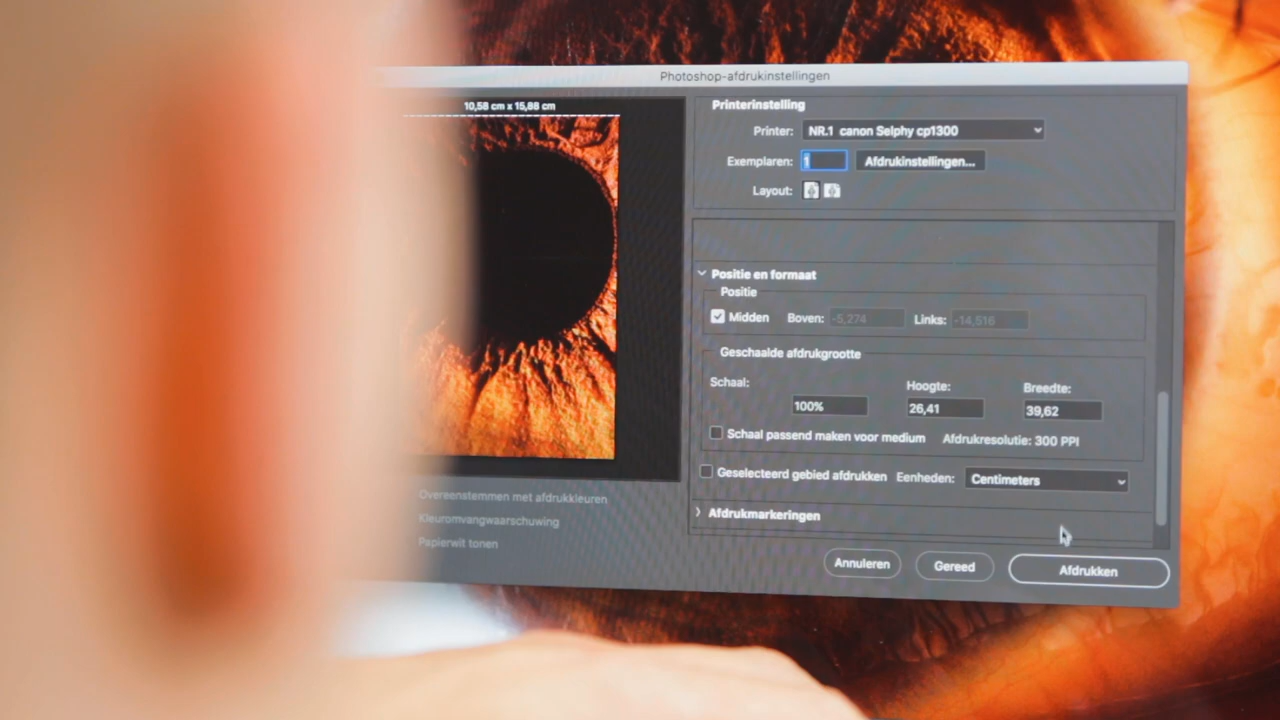 Photoshop-afdrukinstellingen
10,58 cm x 15,88 cm
Printerinstelling
Printer: NR.1 canon Selphy cp1300
Exemplaren: 1 Afdrukinstellingen...
Layout:
Positie en formaat
Positie
Midden Boven: -5,274 Links: -14,516
Geschaalde afdrukgrootte
Schaal: Hoogte: Breedte:
100% 26,41 39,62
Schaal passend maken voor medium Afdrukresolutie: 300 PPI
Geselecteerd gebied afdrukken Eenheden: Centimeters
Afdrukmarkeringen
Overeenstemmen met afdrukkleuren
Kleuromvangwaarschuwing
Papierwit tonen
Annuleren Gereed Afdrukken